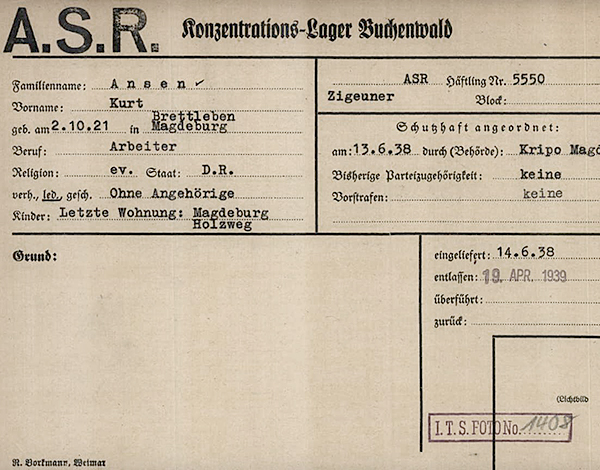 A.S.R. Konzentrations-Lager Buchenwald
Familienname: Ansen ✓
Vorname: Kurt
Brettleben
geb. am 2.10.21 in Magdeburg
Beruf: Arbeiter
Religion: ev. Staat: D.R.
verh., led., gesch. Ohne Angehörige
Kinder: Letzte Wohnung: Magdeburg
Holzweg
ASR Häftling Nr. 5550
Zigeuner Block:
Schutzhaft angeordnet:
am: 13.6.38 durch (Behörde): Kripo Magd
Bisherige Parteizugehörigkeit: keine
Vorstrafen: keine
Grund:
eingeliefert: 14.6.38
entlassen: 19. APR. 1939
überführt:
zurück:
(Lichtbild
I.T.S. FOTO No. 1408
R. Borkmann, Weimar